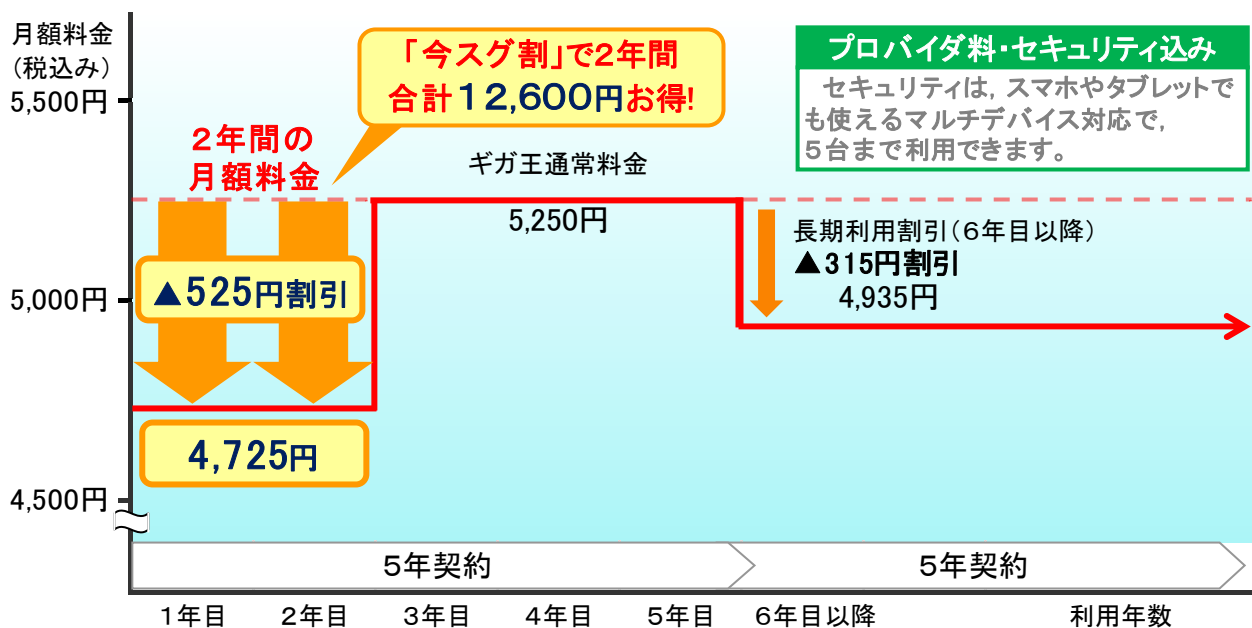 月額料金
(税込み)
5,500円
5,000円
4,500円
２年間の
月額料金
「今スグ割」で２年間
合計１２,６００円お得!
プロバイダ料・セキュリティ込み
セキュリティは，スマホやタブレットで
も使えるマルチデバイス対応で，
５台まで利用できます。
ギガ王通常料金
5,250円
▲525円割引
4,725円
長期利用割引（６年目以降）
▲315円割引
4,935円
５年契約
５年契約
１年目
２年目
３年目
４年目
５年目
６年目以降
利用年数